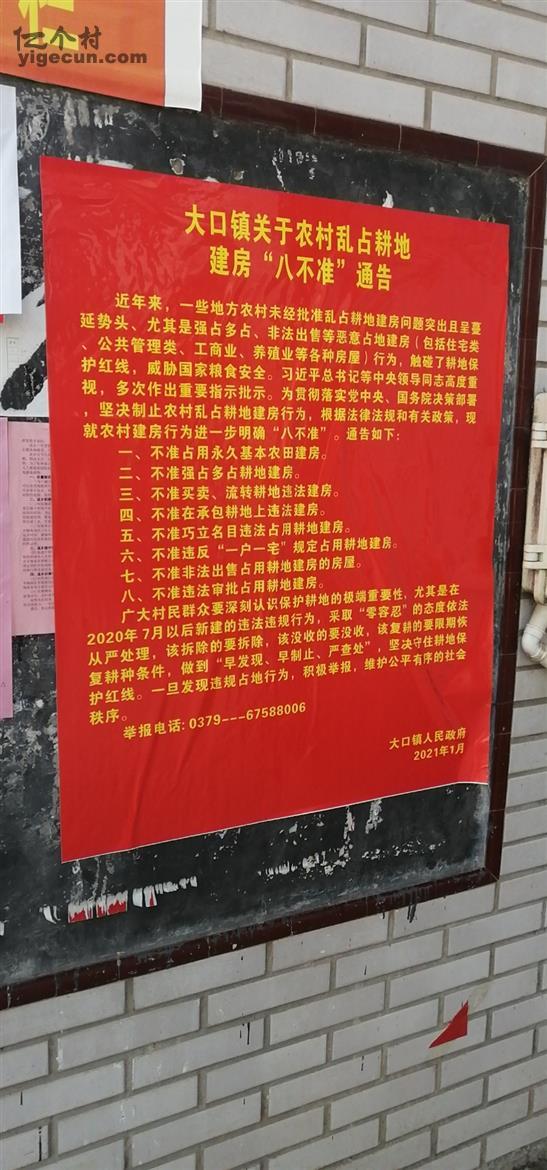 亿个村
yigecun.com
大口镇关于农村乱占耕地
建房“八不准”通告
近年来，一些地方农村未经批准乱占耕地建房问题突出且呈蔓
延势头、尤其是强占多占、非法出售等恶意占地建房（包括住宅类
、公共管理类、工商业、养殖业等各种房屋）行为，触碰了耕地保
护红线，威胁国家粮食安全。习近平总书记等中央领导同志高度重
视，多次作出重要指示批示。为贯彻落实党中央、国务院决策部署
，坚决制止农村乱占耕地建房行为，根据法律法规和有关政策，现
就农村建房行为进一步明确“八不准”。通告如下：
一、不准占用永久基本农田建房。
二、不准强占多占耕地建房。
三、不准买卖、流转耕地违法建房。
四、不准在承包耕地上违法建房。
五、不准巧立名目违法占用耕地建房。
六、不准违反“一户一宅”规定占用耕地建房。
七、不准非法出售占用耕地建房的房屋。
八、不准违法审批占用耕地建房。
广大村民群众要深刻认识保护耕地的极端重要性，尤其是在
2020年7月以后新建的违法违规行为，采取“零容忍”的态度依法
从严处理，该拆除的要拆除，该没收的要没收，该复耕的要限期恢
复耕种条件，做到“早发现、早制止、严查处”，坚决守住耕地保
护红线。一旦发现违规占地行为，积极举报，维护公平有序的社会
秩序。
举报电话：0379---67588006
大口镇人民政府
2021年1月